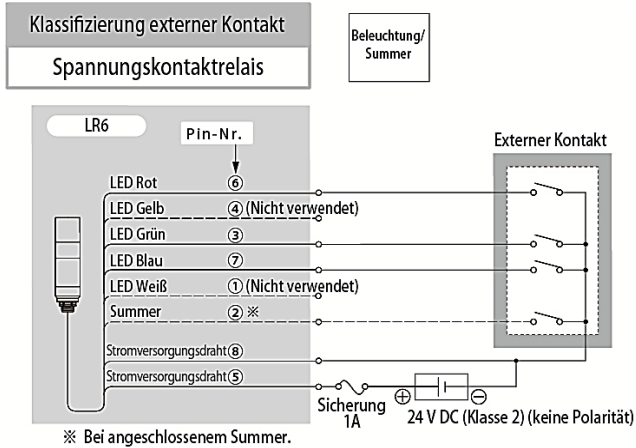 Klassifizierung externer Kontakt
Spannungskontaktrelais
Beleuchtung/
Summer
LR6
Pin-Nr.
Externer Kontakt
LED Rot ⑥
LED Gelb ④ (Nicht verwendet)
LED Grün ③
LED Blau ⑦
LED Weiß ① (Nicht verwendet)
Summer ② ※
Stromversorgungsdraht ⑧
Stromversorgungsdraht ⑤
Sicherung
1A
⊕ ⊖
24 V DC (Klasse 2) (keine Polarität)
※ Bei angeschlossenem Summer.